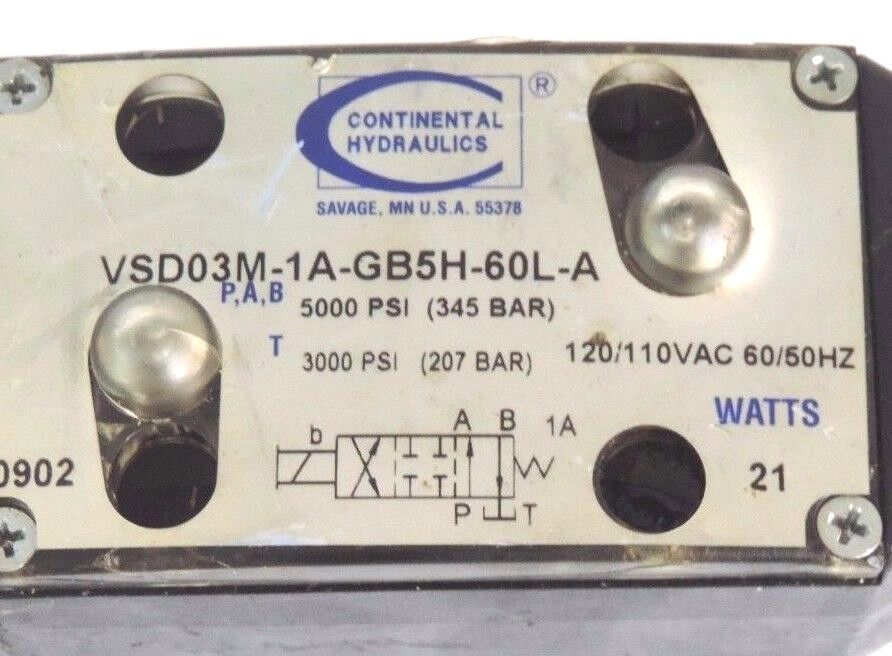 CONTINENTAL ®
HYDRAULICS
SAVAGE, MN U.S.A. 55378
VSD03M-1A-GB5H-60L-A
P,A,B 5000 PSI (345 BAR)
T 3000 PSI (207 BAR) 120/110VAC 60/50HZ
WATTS
b A B 1A
0902 21
P T